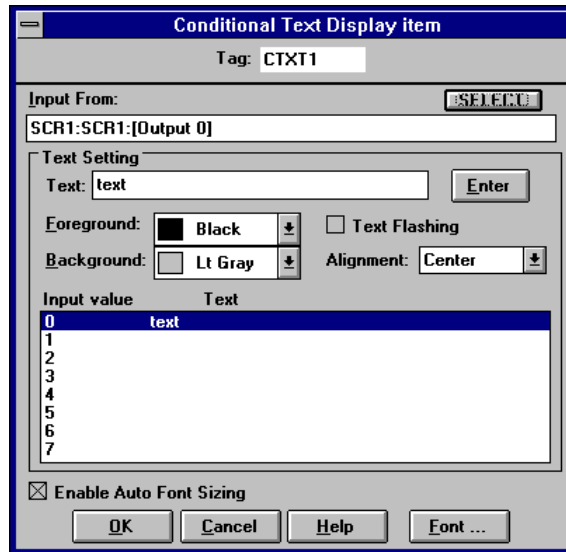 Conditional Text Display item
Tag: CTXT1
Input From: SELECT
SCR1:SCR1:[Output 0]
Text Setting
Text: text Enter
Foreground: Black Text Flashing
Background: Lt Gray Alignment: Center
Input value Text
0 text
1
2
3
4
5
6
7
Enable Auto Font Sizing
OK Cancel Help Font ...